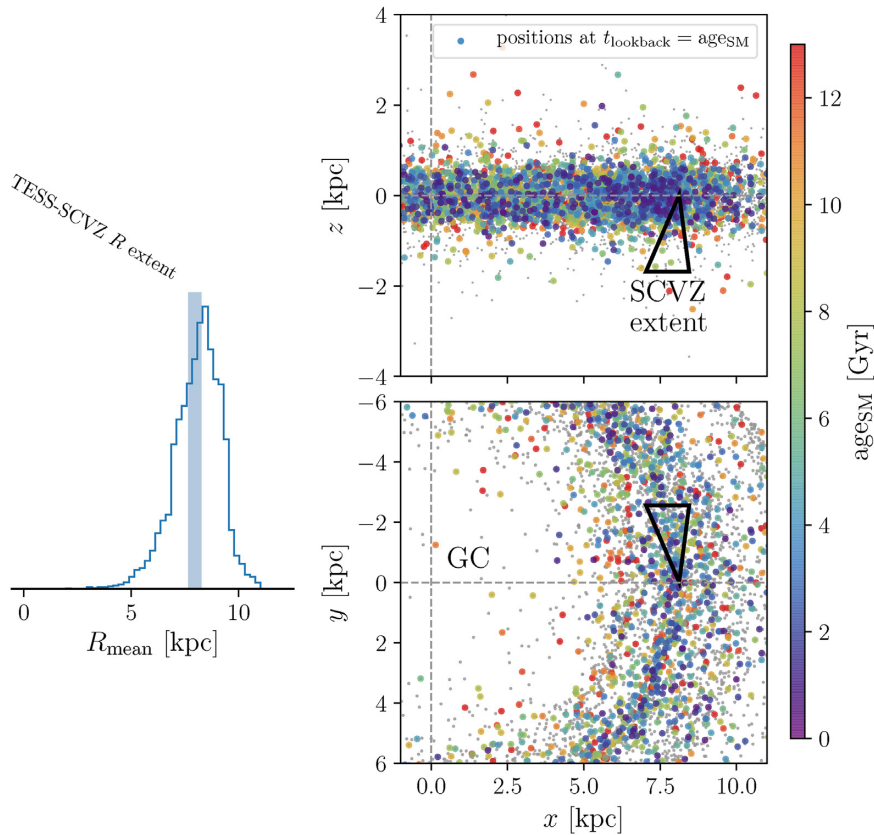 TESS-SCVZ R extent
0 5 10
R_mean [kpc]
positions at t_lookback = age_SM
4
2
0
−2
−4
z [kpc]
SCVZ
extent
−6
−4
−2
0
2
4
6
y [kpc]
GC
0.0 2.5 5.0 7.5 10.0
x [kpc]
12
10
8
6
4
2
0
age_SM [Gyr]